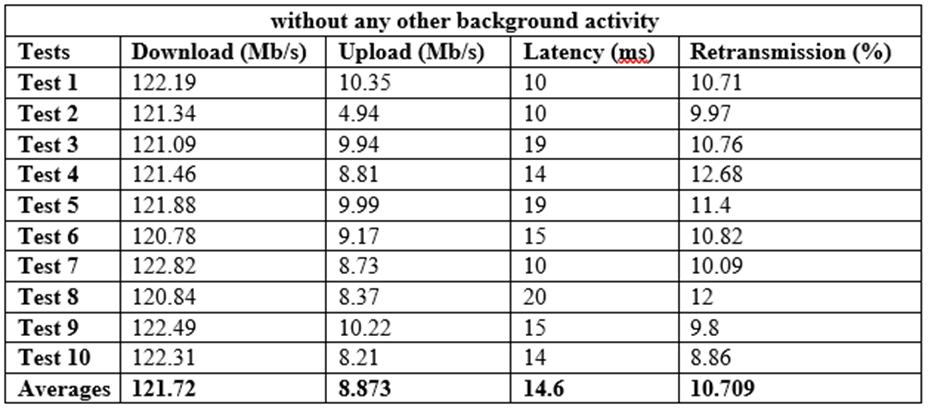 without any other background activity
Tests Download (Mb/s) Upload (Mb/s) Latency (ms) Retransmission (%)
Test 1 122.19 10.35 10 10.71
Test 2 121.34 4.94 10 9.97
Test 3 121.09 9.94 19 10.76
Test 4 121.46 8.81 14 12.68
Test 5 121.88 9.99 19 11.4
Test 6 120.78 9.17 15 10.82
Test 7 122.82 8.73 10 10.09
Test 8 120.84 8.37 20 12
Test 9 122.49 10.22 15 9.8
Test 10 122.31 8.21 14 8.86
Averages 121.72 8.873 14.6 10.709